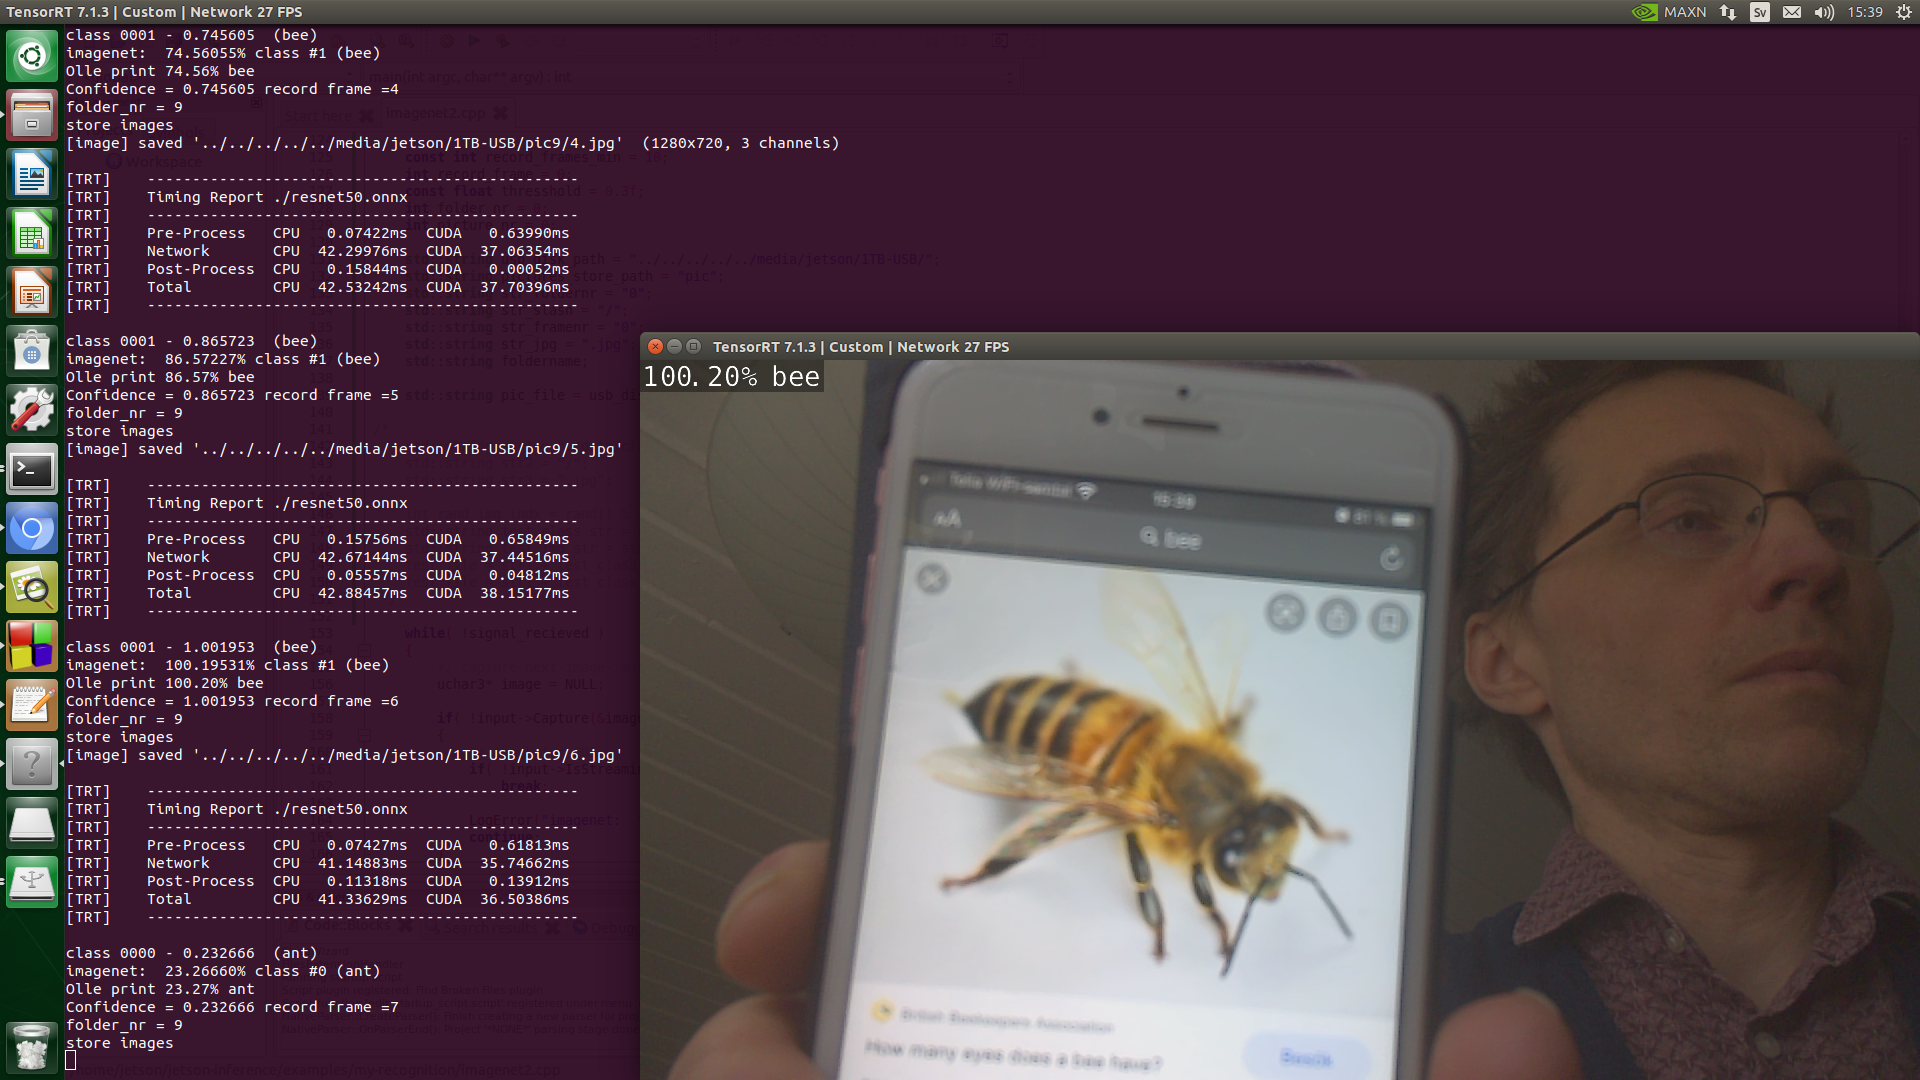 TensorRT 7.1.3 | Custom | Network 27 FPS
MAXN
Sv
15:39
class 0001 - 0.745605  (bee)
imagenet:  74.56055% class #1 (bee)
Olle print 74.56% bee
Confidence = 0.745605 record frame =4
folder_nr = 9
store images
[image] saved '../../../../../media/jetson/1TB-USB/pic9/4.jpg'  (1280x720, 3 channels)
[TRT]    ------------------------------------------------
[TRT]    Timing Report ./resnet50.onnx
[TRT]    ------------------------------------------------
[TRT]    Pre-Process   CPU   0.07422ms  CUDA   0.63990ms
[TRT]    Network       CPU  42.29976ms  CUDA  37.06354ms
[TRT]    Post-Process  CPU   0.15844ms  CUDA   0.00052ms
[TRT]    Total         CPU  42.53242ms  CUDA  37.70396ms
[TRT]    ------------------------------------------------
class 0001 - 0.865723  (bee)
imagenet:  86.57227% class #1 (bee)
Olle print 86.57% bee
Confidence = 0.865723 record frame =5
folder_nr = 9
store images
[image] saved '../../../../../media/jetson/1TB-USB/pic9/5.jpg'
[TRT]    ------------------------------------------------
[TRT]    Timing Report ./resnet50.onnx
[TRT]    ------------------------------------------------
[TRT]    Pre-Process   CPU   0.15756ms  CUDA   0.65849ms
[TRT]    Network       CPU  42.67144ms  CUDA  37.44516ms
[TRT]    Post-Process  CPU   0.05557ms  CUDA   0.04812ms
[TRT]    Total         CPU  42.88457ms  CUDA  38.15177ms
[TRT]    ------------------------------------------------
class 0001 - 1.001953  (bee)
imagenet:  100.19531% class #1 (bee)
Olle print 100.20% bee
Confidence = 1.001953 record frame =6
folder_nr = 9
store images
[image] saved '../../../../../media/jetson/1TB-USB/pic9/6.jpg'
[TRT]    ------------------------------------------------
[TRT]    Timing Report ./resnet50.onnx
[TRT]    ------------------------------------------------
[TRT]    Pre-Process   CPU   0.07427ms  CUDA   0.61813ms
[TRT]    Network       CPU  41.14883ms  CUDA  35.74662ms
[TRT]    Post-Process  CPU   0.11318ms  CUDA   0.13912ms
[TRT]    Total         CPU  41.33629ms  CUDA  36.50386ms
[TRT]    ------------------------------------------------
class 0000 - 0.232666  (ant)
imagenet:  23.26660% class #0 (ant)
Olle print 23.27% ant
Confidence = 0.232666 record frame =7
folder_nr = 9
store images
/home/jetson/jetson-inference/examples/my-recognition/imagenet2.cpp
TensorRT 7.1.3 | Custom | Network 27 FPS
100.20% bee
AA
bee
British Beekeepers Association
How many eyes does a bee have?